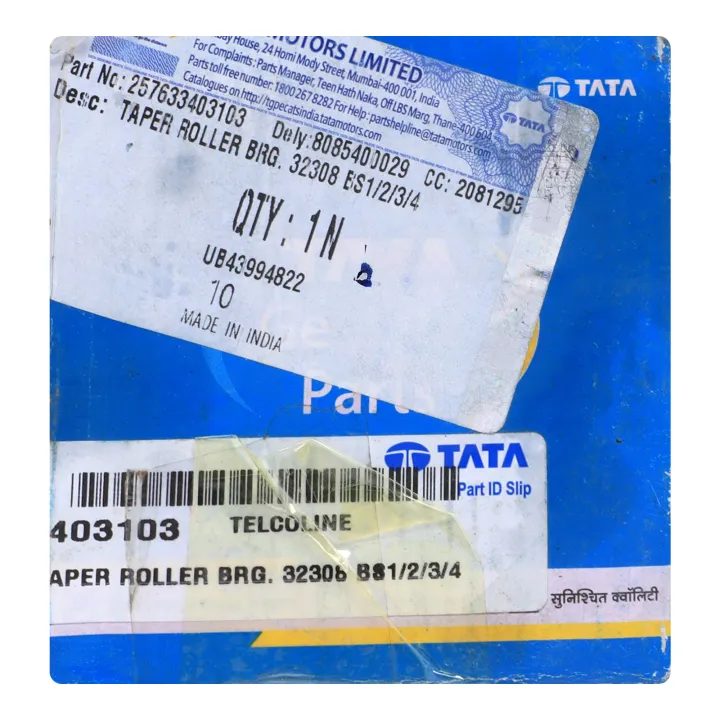 MOTORS LIMITED
House, 24 Homi Mody Street, Mumbai-400 001, India
For Complaints: Parts Manager, Teen Hath Naka, Off LBS Marg, Thane-400 604
Parts toll free number: 1800 267 8282 For Help: partshelpline@tatamotors.com
Catalogues on http://tgpecatsindia.tatamotors.com
TATA
TATA
Part No: 257633403103 Dely:8085400029 CC: 2081295
Desc: TAPER ROLLER BRG. 32308 BS1/2/3/4
QTY: 1 N
UB43994822
10
MADE IN INDIA
Parts
TATA
Part ID Slip
403103 TELCOLINE
APER ROLLER BRG. 32308 BS1/2/3/4
सुनिश्चित क्वॉलिटी